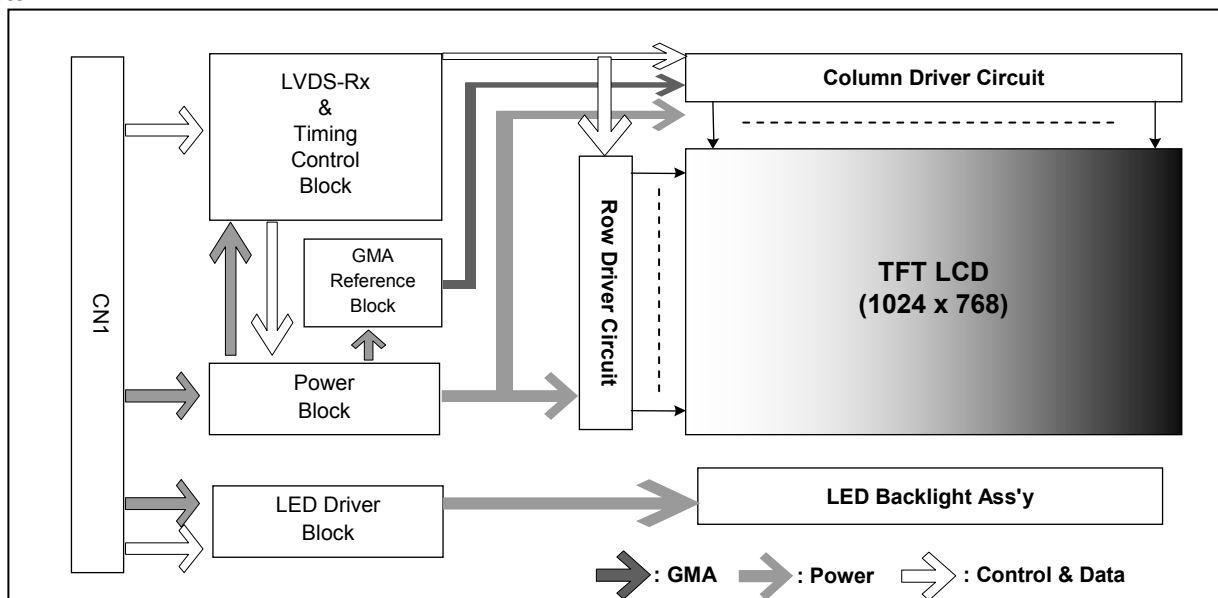 CN1
LVDS-Rx
&
Timing
Control
Block
GMA
Reference
Block
Power
Block
LED Driver
Block
Row Driver Circuit
Column Driver Circuit
TFT LCD
(1024 x 768)
LED Backlight Ass'y
: GMA
: Power
: Control & Data